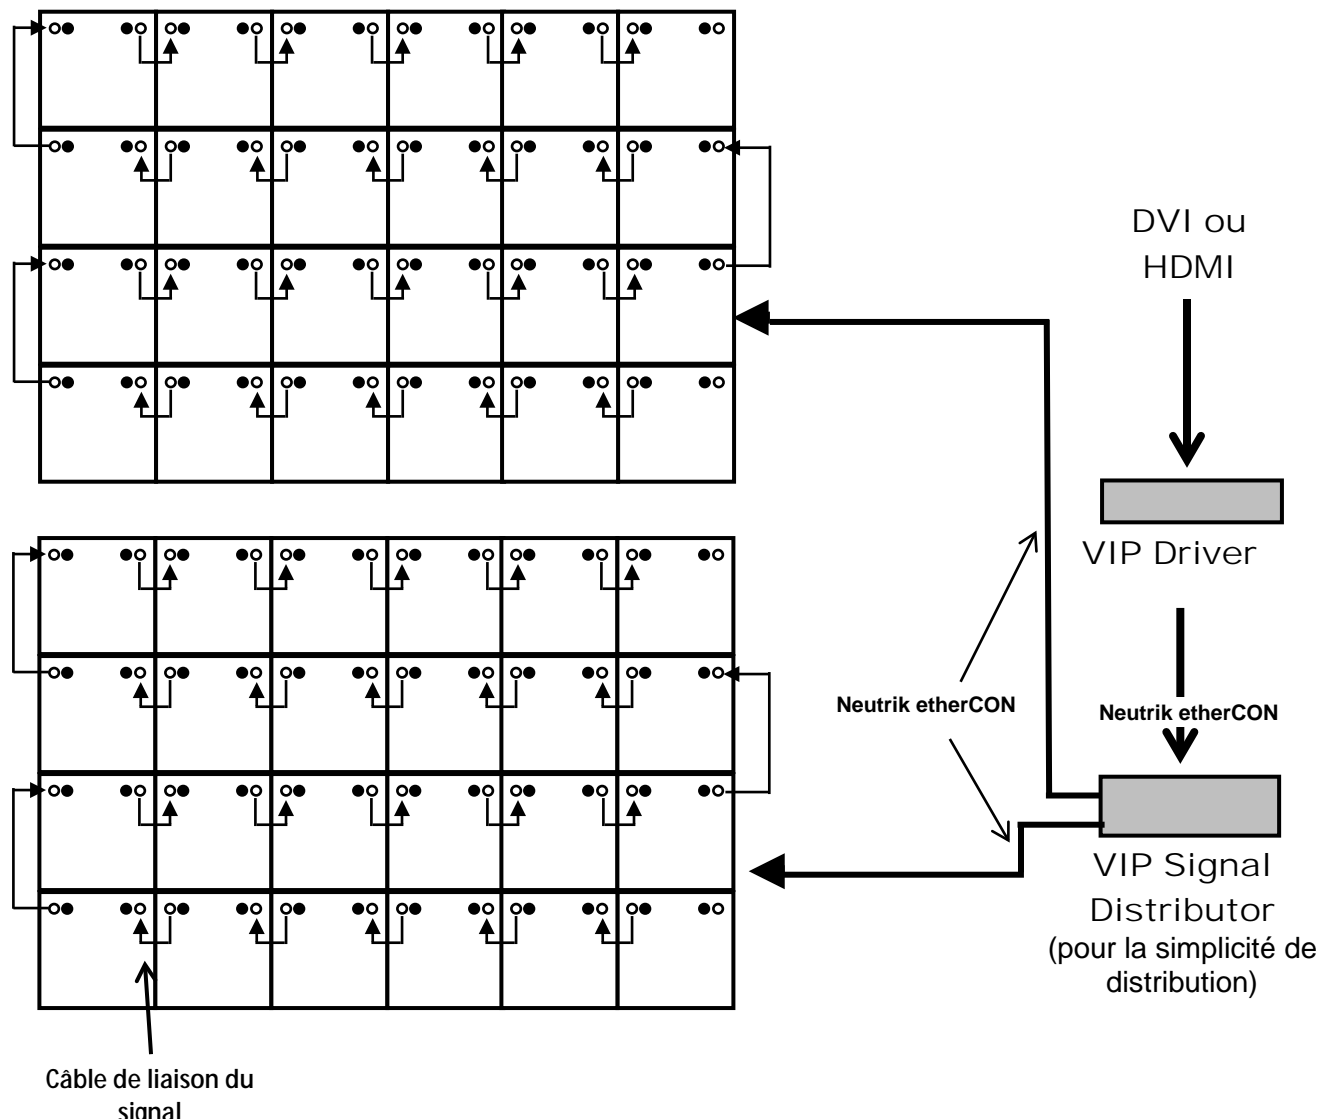 DVI ou
HDMI
VIP Driver
Neutrik etherCON
Neutrik etherCON
VIP Signal
Distributor
(pour la simplicité de
distribution)
Câble de liaison du
signal